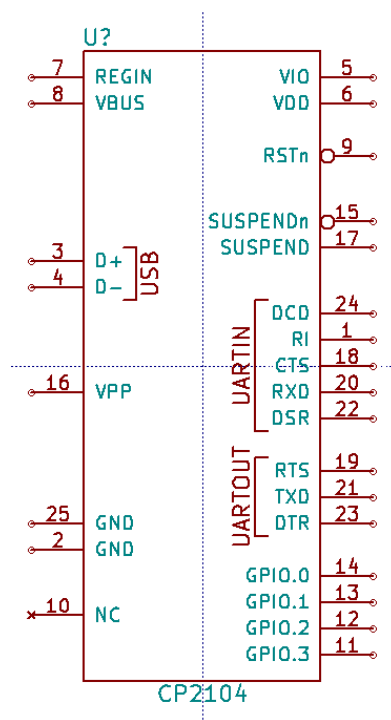 U?
7 REGIN VIO 5
8 VBUS VDD 6
RSTn 9
SUSPENDn 15
SUSPEND 17
3 D+
4 D-
USB
DCD 24
RI 1
CTS 18
RXD 20
DSR 22
UARTIN
16 VPP
RTS 19
TXD 21
DTR 23
UARTOUT
25 GND
2 GND
GPIO.0 14
GPIO.1 13
GPIO.2 12
GPIO.3 11
10 NC
CP2104